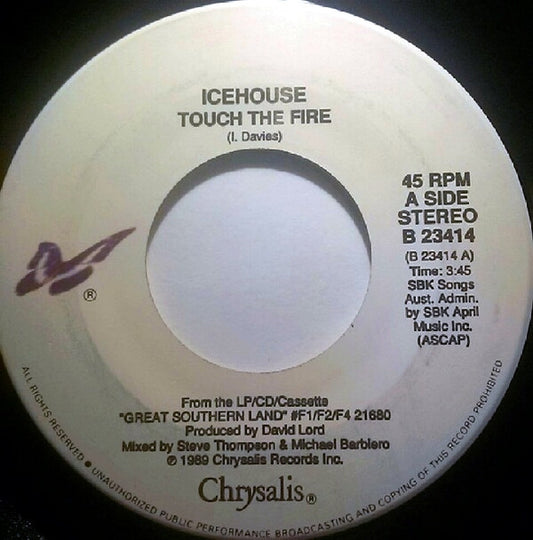 ICEHOUSE
TOUCH THE FIRE
(I. Davies)
45 RPM
A SIDE
STEREO
B 23414
(B 23414 A)
Time: 3:45
SBK Songs
Aust. Admin.
by SBK April
Music Inc.
(ASCAP)
®
From the LP/CD/Cassette
"GREAT SOUTHERN LAND" #F1/F2/F4 21680
Produced by David Lord
Mixed by Steve Thompson & Michael Barbiero
℗ 1989 Chrysalis Records Inc.
Chrysalis®
ALL RIGHTS RESERVED ● UNAUTHORIZED PUBLIC PERFORMANCE BROADCASTING AND COPYING OF THIS RECORD PROHIBITED